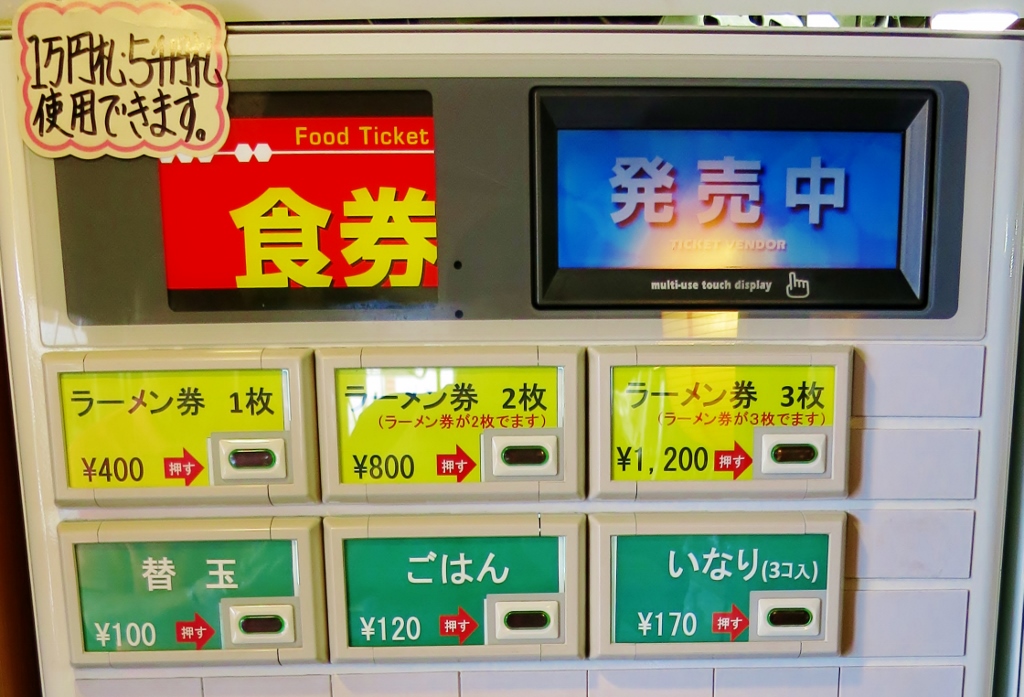 1万円札・5千円札
使用できます。
Food Ticket
食券
発売中
TICKET VENDOR
multi-use touch display
ラーメン券 1枚
¥400 押す
ラーメン券 2枚
(ラーメン券が2枚でます)
¥800 押す
ラーメン券 3枚
(ラーメン券が3枚でます)
¥1,200 押す
替玉
¥100 押す
ごはん
¥120 押す
いなり(3コ入)
¥170 押す